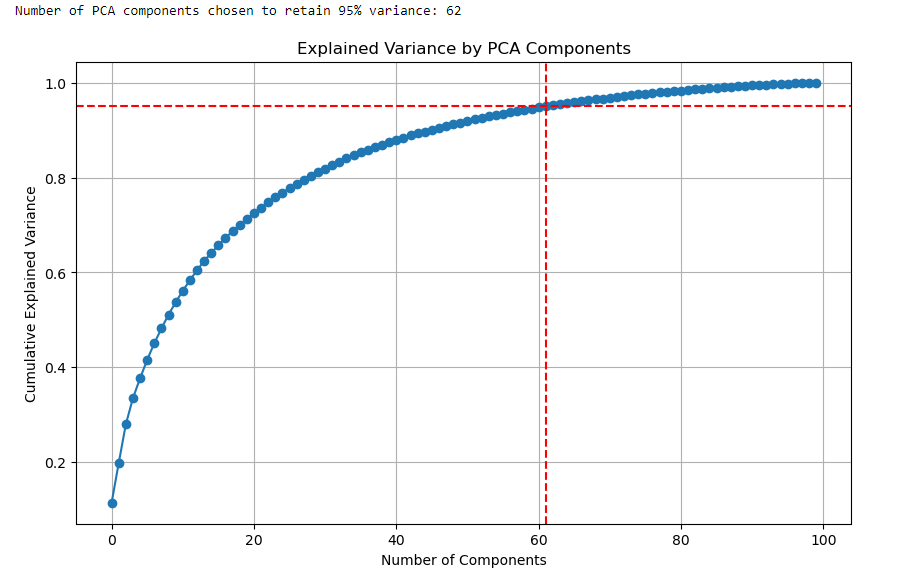 Number of PCA components chosen to retain 95% variance: 62
Explained Variance by PCA Components
1.0
0.8
0.6
0.4
0.2
Cumulative Explained Variance
0 20 40 60 80 100
Number of Components